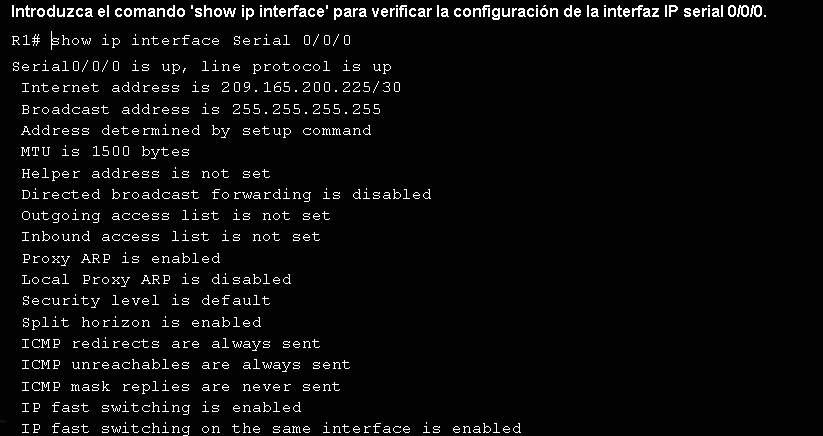 Introduzca el comando 'show ip interface' para verificar la configuración de la interfaz IP serial 0/0/0.
R1# show ip interface Serial 0/0/0
Serial0/0/0 is up, line protocol is up
Internet address is 209.165.200.225/30
Broadcast address is 255.255.255.255
Address determined by setup command
MTU is 1500 bytes
Helper address is not set
Directed broadcast forwarding is disabled
Outgoing access list is not set
Inbound access list is not set
Proxy ARP is enabled
Local Proxy ARP is disabled
Security level is default
Split horizon is enabled
ICMP redirects are always sent
ICMP unreachables are always sent
ICMP mask replies are never sent
IP fast switching is enabled
IP fast switching on the same interface is enabled